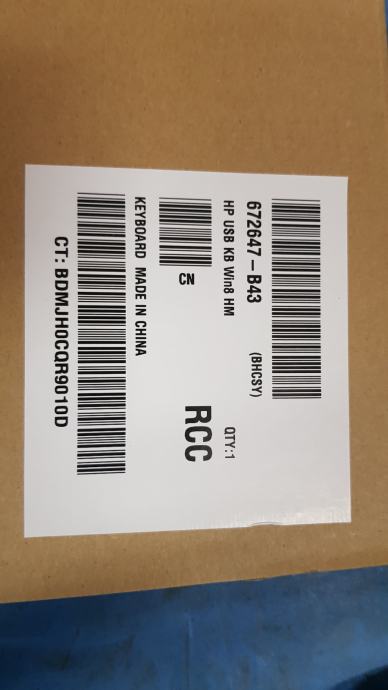 672647-B43 (BHCSY)
HP USB KB Win8 HM QTY:1
CN RCC
KEYBOARD MADE IN CHINA
CT: BDMJH0CQR9010D